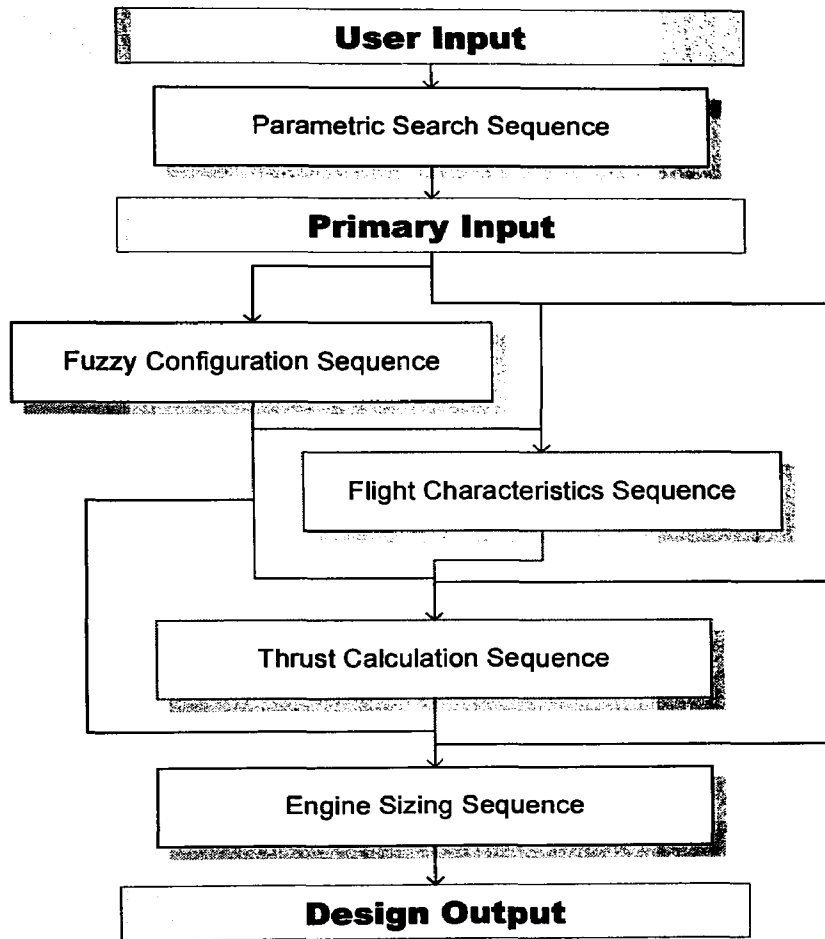 User Input
Parametric Search Sequence
Primary Input
Fuzzy Configuration Sequence
Flight Characteristics Sequence
Thrust Calculation Sequence
Engine Sizing Sequence
Design Output